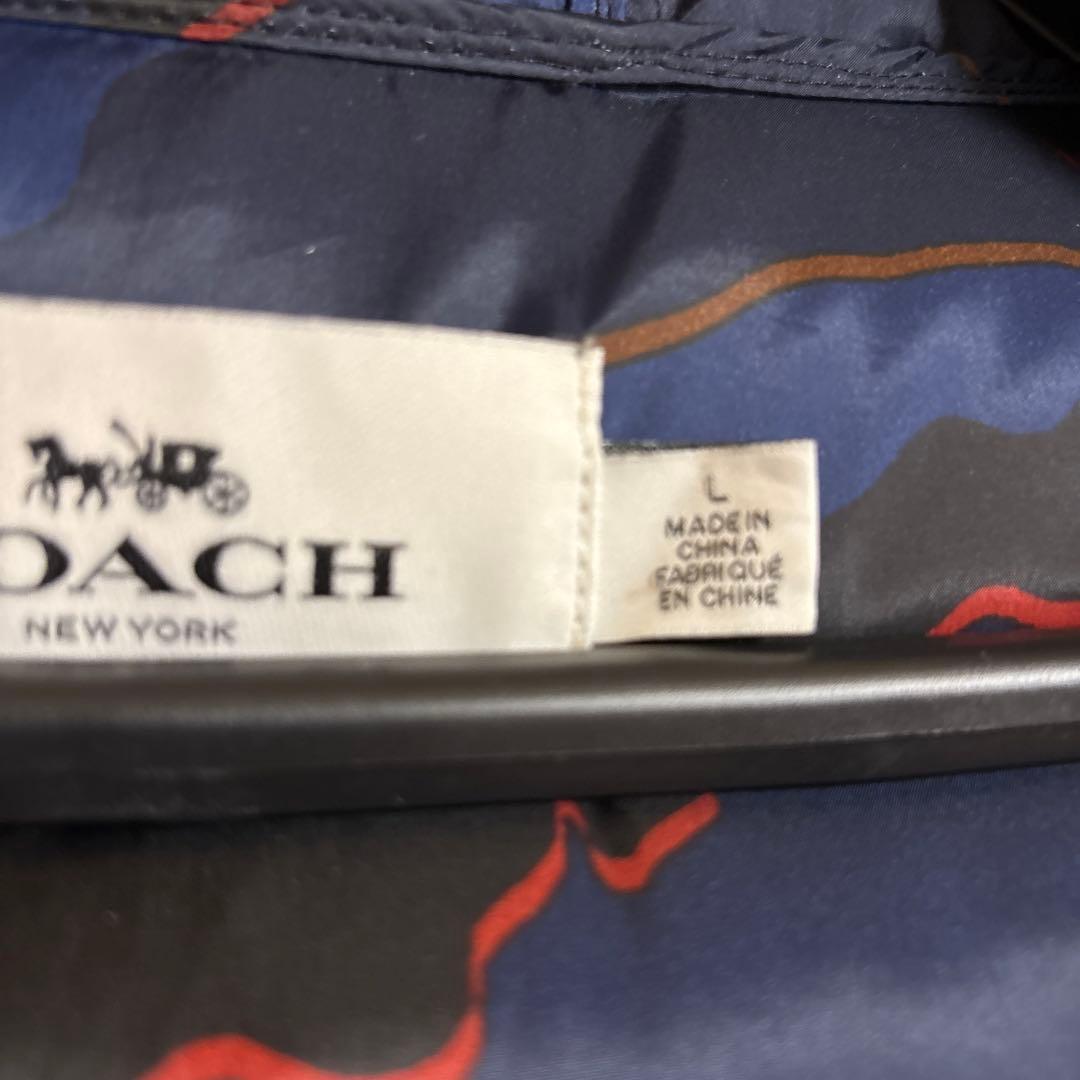 OACH
NEW YORK
L
MADE IN
CHINA
FABRIQUÉ
EN CHINE